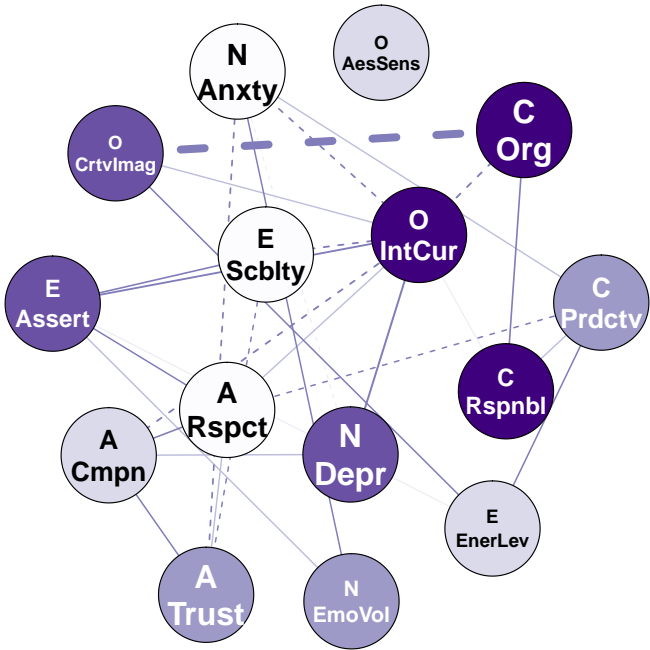 N
Anxty
O
AesSens
C
Org
O
CrtvImag
O
IntCur
E
Scblty
E
Assert
C
Prdctv
C
Rspnbl
A
Rspct
A
Cmpn
N
Depr
E
EnerLev
A
Trust
N
EmoVol